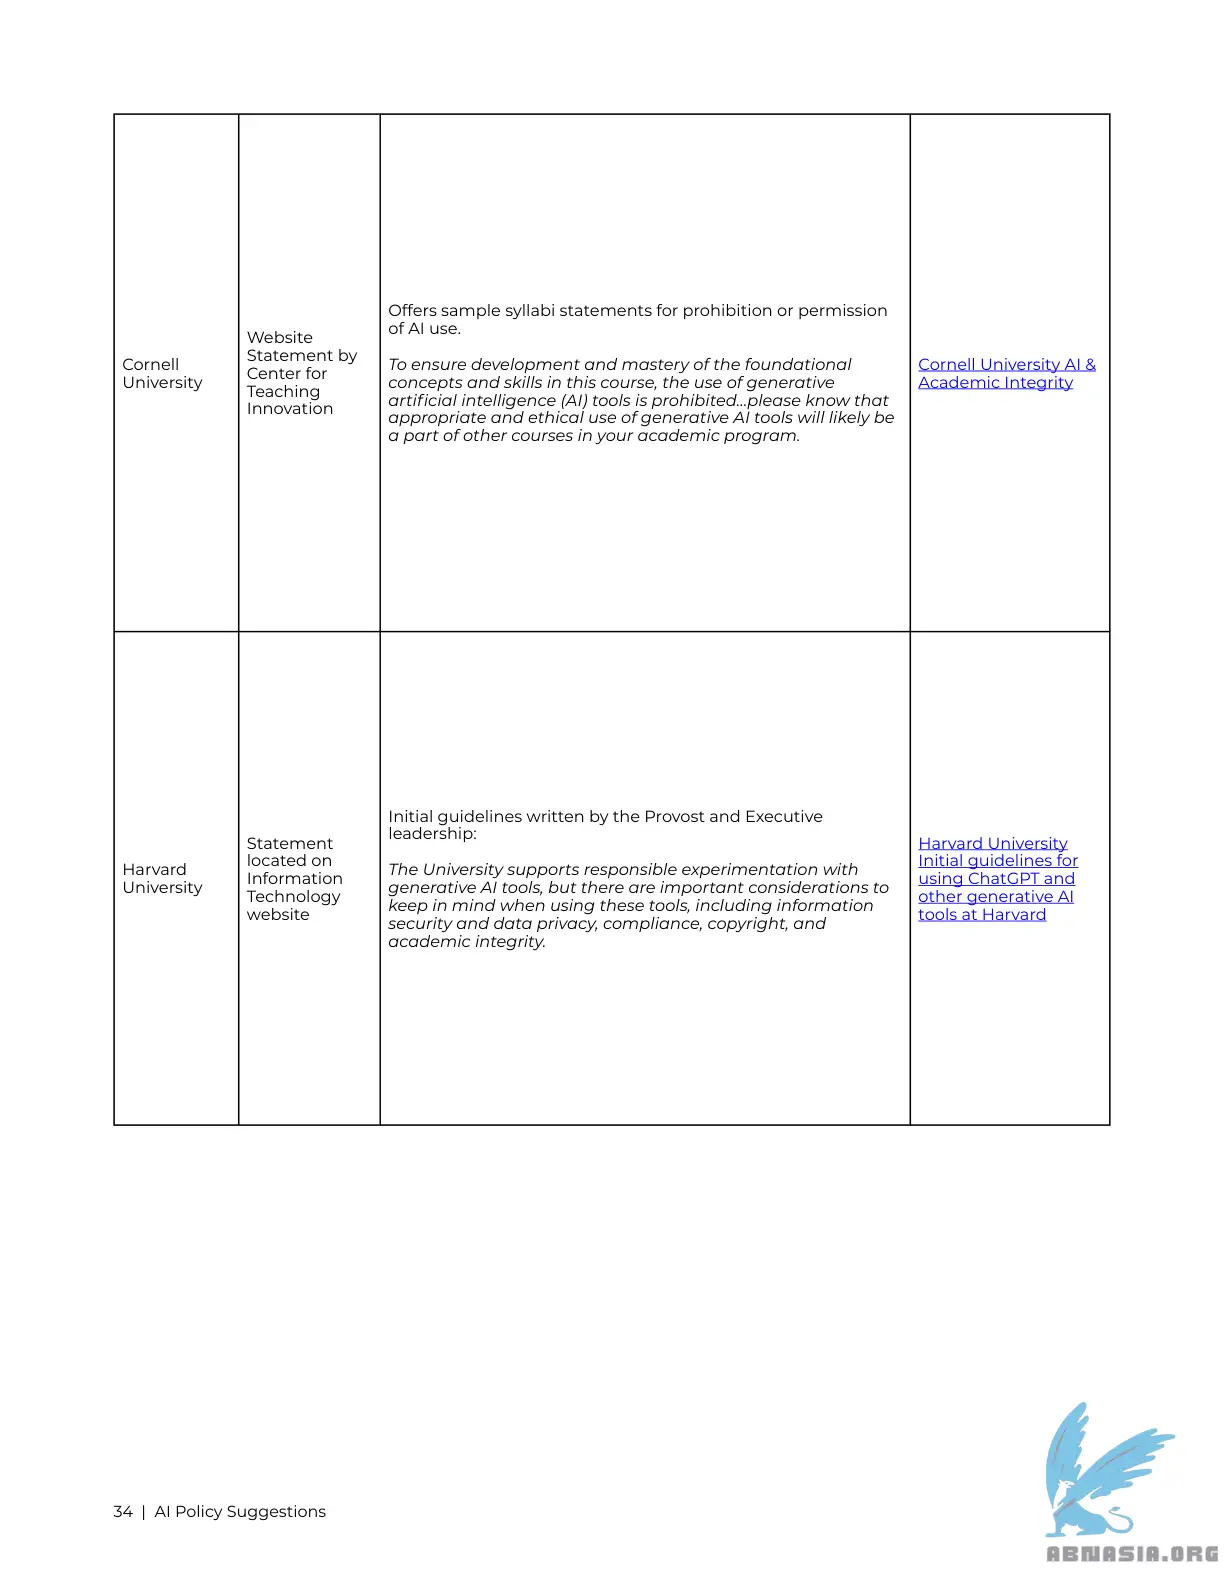 Cornell
University
Website
Statement by
Center for
Teaching
Innovation
Offers sample syllabi statements for prohibition or permission
of AI use.
To ensure development and mastery of the foundational
concepts and skills in this course, the use of generative
artificial intelligence (AI) tools is prohibited…please know that
appropriate and ethical use of generative AI tools will likely be
a part of other courses in your academic program.
Cornell University AI &
Academic Integrity
Harvard
University
Statement
located on
Information
Technology
website
Initial guidelines written by the Provost and Executive
leadership:
The University supports responsible experimentation with
generative AI tools, but there are important considerations to
keep in mind when using these tools, including information
security and data privacy, compliance, copyright, and
academic integrity.
Harvard University
Initial guidelines for
using ChatGPT and
other generative AI
tools at Harvard
34 | AI Policy Suggestions
ABNASIA.ORG